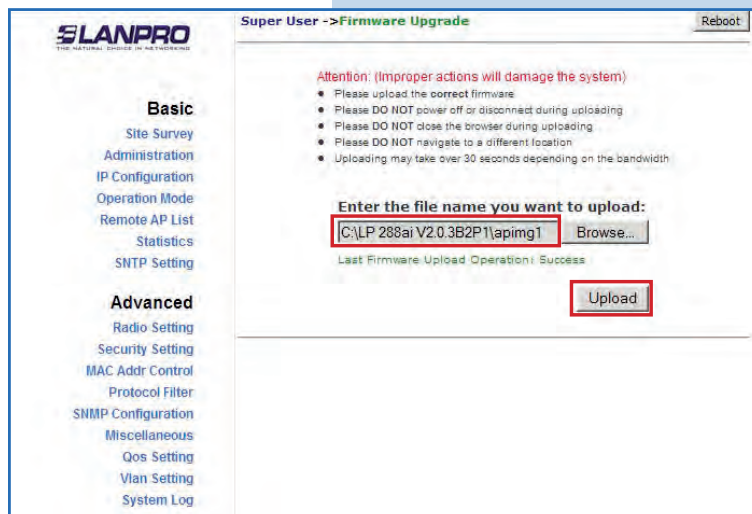 LANPRO
THE NATURAL CHOICE IN NETWORKING
Super User ->Firmware Upgrade
Reboot
Basic
Site Survey
Administration
IP Configuration
Operation Mode
Remote AP List
Statistics
SNTP Setting
Advanced
Radio Setting
Security Setting
MAC Addr Control
Protocol Filter
SNMP Configuration
Miscellaneous
Qos Setting
Vlan Setting
System Log
Attention: (Improper actions will damage the system)
Please upload the correct firmware
Please DO NOT power off or disconnect during uploading
Please DO NOT close the browser during uploading
Please DO NOT navigate to a different location
Uploading may take over 30 seconds depending on the bandwidth
Enter the file name you want to upload:
C:\LP 288ai V2.0.3B2P1\apimg1
Browse...
Last Firmware Upload Operation: Success
Upload